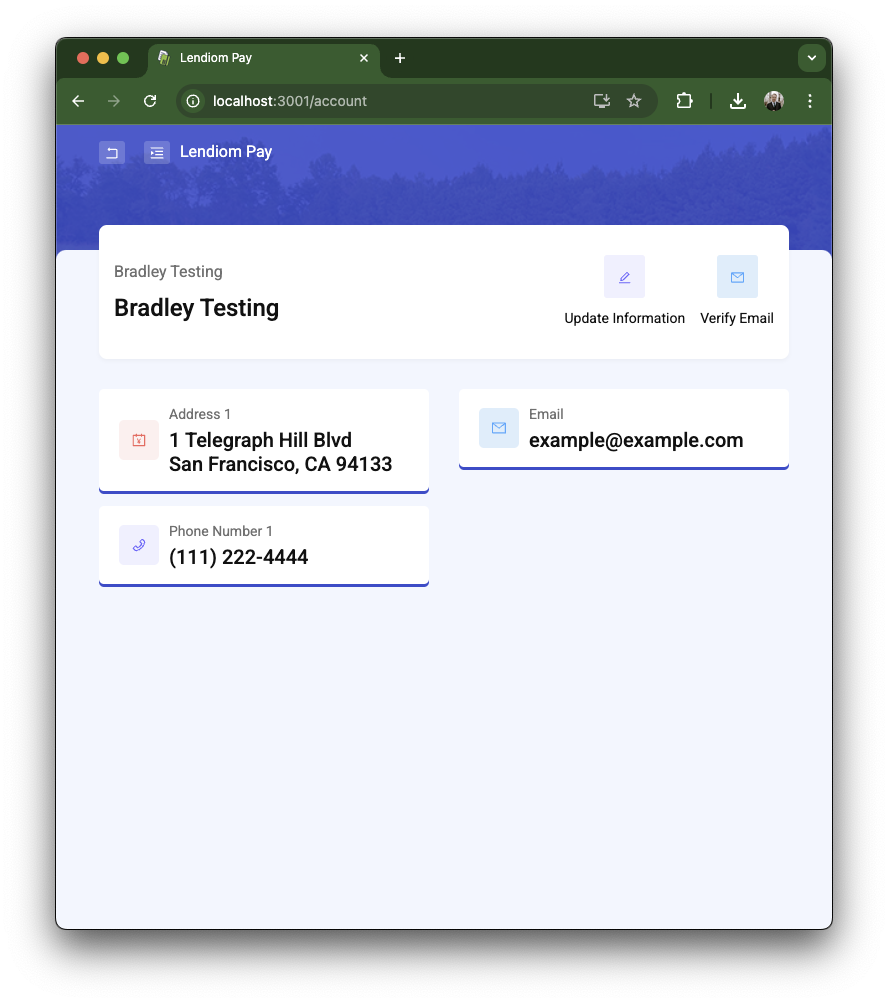 Lendiom Pay
localhost:3001/account
Lendiom Pay
Bradley Testing
Bradley Testing
Update Information
Verify Email
Address 1
1 Telegraph Hill Blvd
San Francisco, CA 94133
Email
example@example.com
Phone Number 1
(111) 222-4444